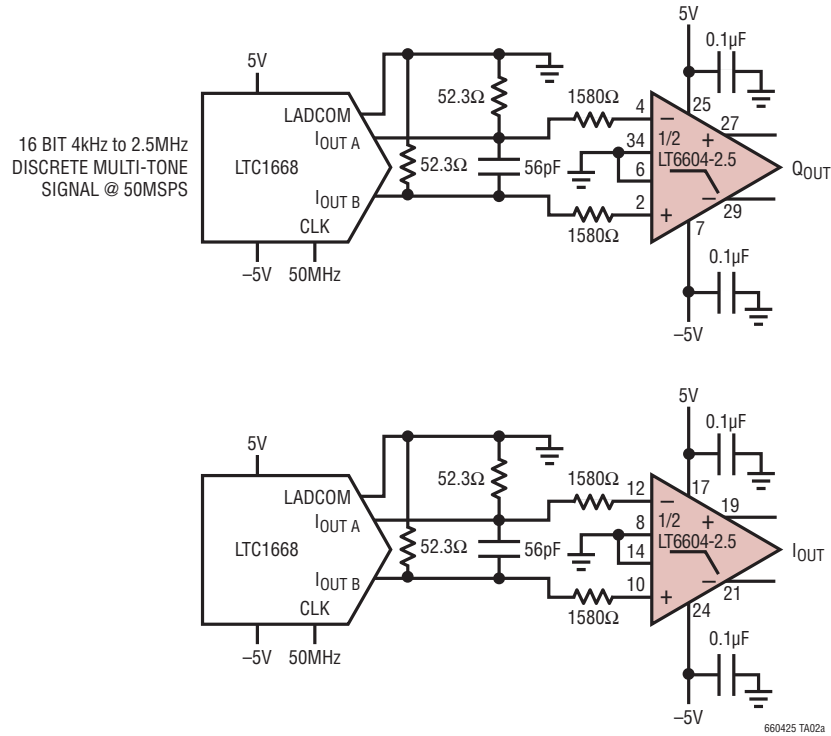 5V
0.1µF
5V
25
LADCOM
52.3Ω
1580Ω
4
–
+
27
16 BIT 4kHz to 2.5MHz
DISCRETE MULTI-TONE
SIGNAL @ 50MSPS
LTC1668
IOUT A
52.3Ω
56pF
34
6
1/2
LT6604-2.5
QOUT
IOUT B
2
+
–
29
CLK
1580Ω
7
–5V
50MHz
0.1µF
–5V
5V
0.1µF
5V
17
LADCOM
52.3Ω
1580Ω
12
–
+
19
LTC1668
IOUT A
52.3Ω
56pF
8
14
1/2
LT6604-2.5
IOUT
IOUT B
10
+
–
21
CLK
1580Ω
24
–5V
50MHz
0.1µF
–5V
660425 TA02a